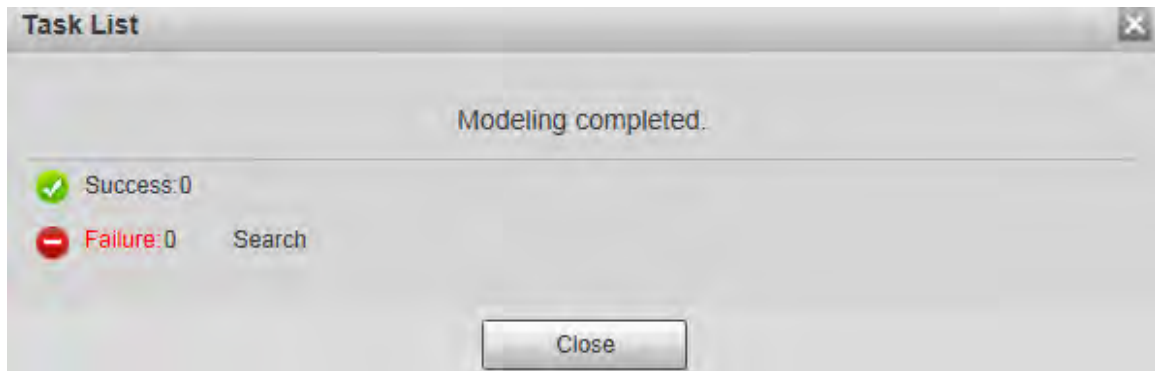 Task List
Modeling completed.
Success:0
Failure:0 Search
Close